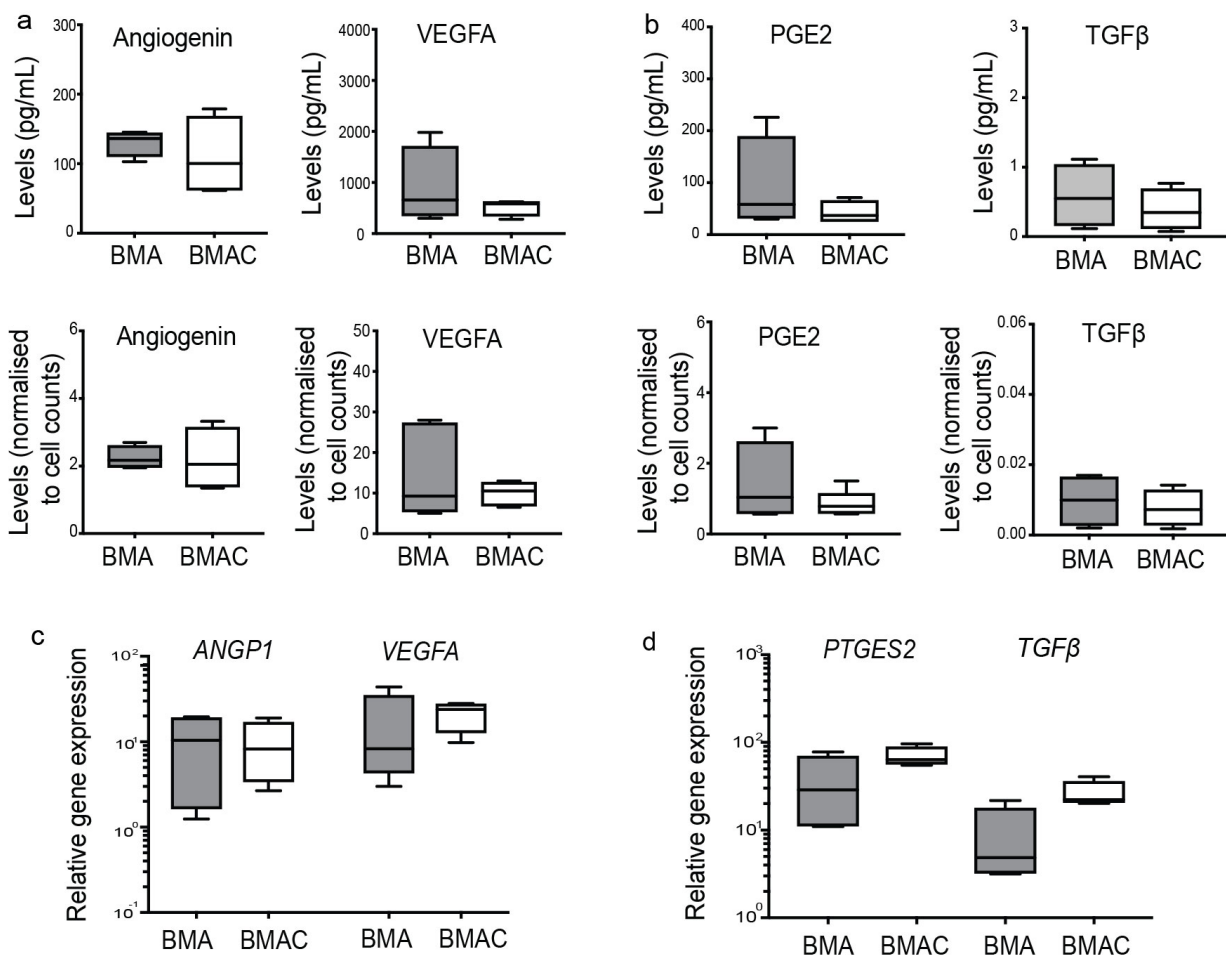 a
Angiogenin
Levels (pg/mL)
300
200
100
0
BMA BMAC
VEGFA
Levels (pg/mL)
4000
3000
2000
1000
0
BMA BMAC
b
PGE2
Levels (pg/mL)
400
300
200
100
0
BMA BMAC
TGFβ
Levels (pg/mL)
3
2
1
0
BMA BMAC
Angiogenin
Levels (normalised
to cell counts)
6
4
2
0
BMA BMAC
VEGFA
Levels (normalised
to cell counts)
50
40
30
20
10
0
BMA BMAC
PGE2
Levels (normalised
to cell counts)
6
4
2
0
BMA BMAC
TGFβ
Levels (normalised
to cell counts)
0.06
0.04
0.02
0.00
BMA BMAC
c
ANGP1 VEGFA
Relative gene expression
10²
10¹
10⁰
10⁻¹
BMA BMAC BMA BMAC
d
PTGES2 TGFβ
Relative gene expression
10³
10²
10¹
10⁰
BMA BMAC BMA BMAC